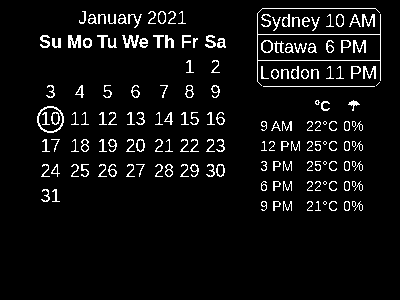 January 2021
Su Mo Tu We Th Fr Sa
1 2
3 4 5 6 7 8 9
10 11 12 13 14 15 16
17 18 19 20 21 22 23
24 25 26 27 28 29 30
31
Sydney 10 AM
Ottawa 6 PM
London 11 PM
°C
9 AM 22°C 0%
12 PM 25°C 0%
3 PM 25°C 0%
6 PM 22°C 0%
9 PM 21°C 0%